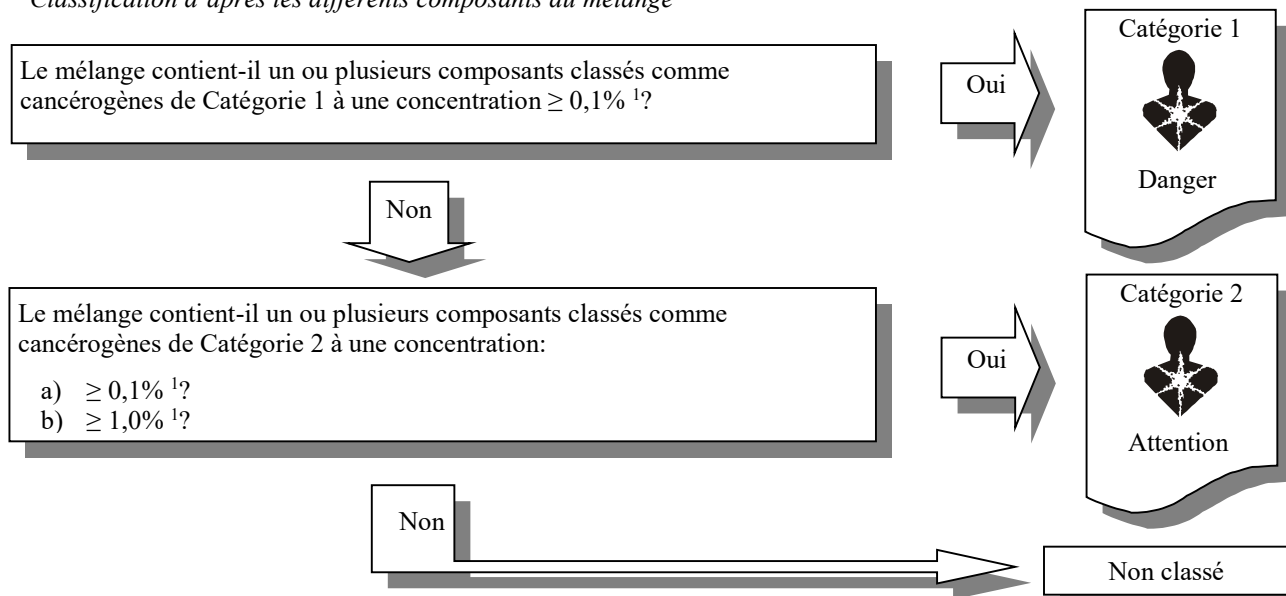 Classification d'après les différents composants du mélange
Le mélange contient-il un ou plusieurs composants classés comme
cancérogènes de Catégorie 1 à une concentration ≥ 0,1% ¹?
Oui
Catégorie 1
Danger
Non
Le mélange contient-il un ou plusieurs composants classés comme
cancérogènes de Catégorie 2 à une concentration:
a) ≥ 0,1% ¹?
b) ≥ 1,0% ¹?
Oui
Catégorie 2
Attention
Non
Non classé